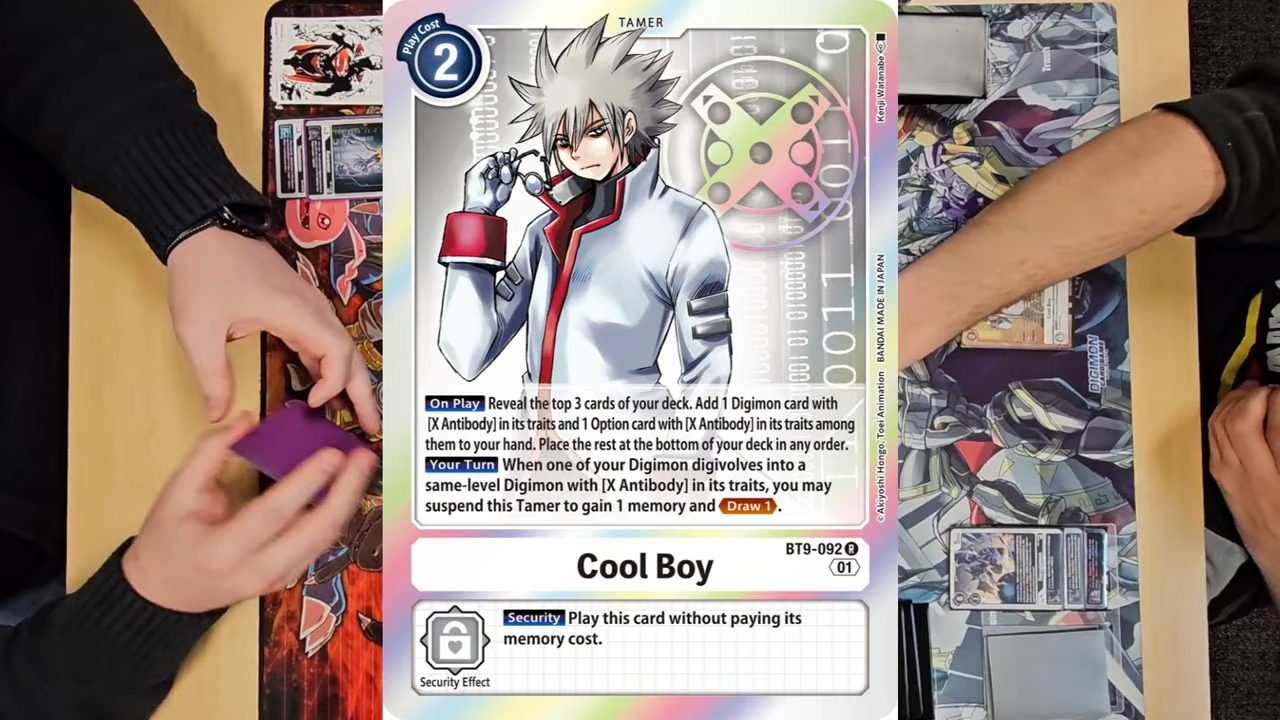 TAMER
Play Cost
2
Kenji Watanabe
©Akiyoshi Hongo, Toei Animation BANDAI MADE IN JAPAN
On Play Reveal the top 3 cards of your deck. Add 1 Digimon card with
[X Antibody] in its traits and 1 Option card with [X Antibody] in its traits among
them to your hand. Place the rest at the bottom of your deck in any order.
Your Turn When one of your Digimon digivolves into a
same-level Digimon with [X Antibody] in its traits, you may
suspend this Tamer to gain 1 memory and Draw 1.
BT9-092 R
Cool Boy
01
Security Play this card without paying its
memory cost.
Security Effect
DIGIMON